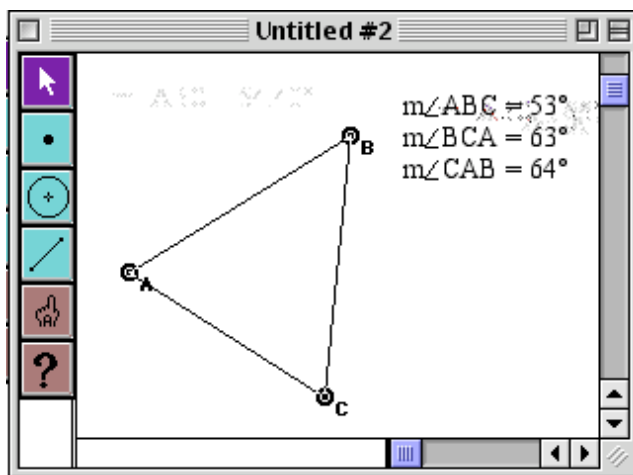 Untitled #2
m∠ABC = 53°
m∠BCA = 63°
m∠CAB = 64°
B
A
C
A
?